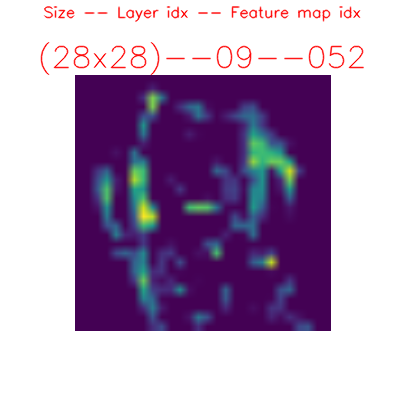 Size -- Layer idx -- Feature map idx
(28x28)--09--052